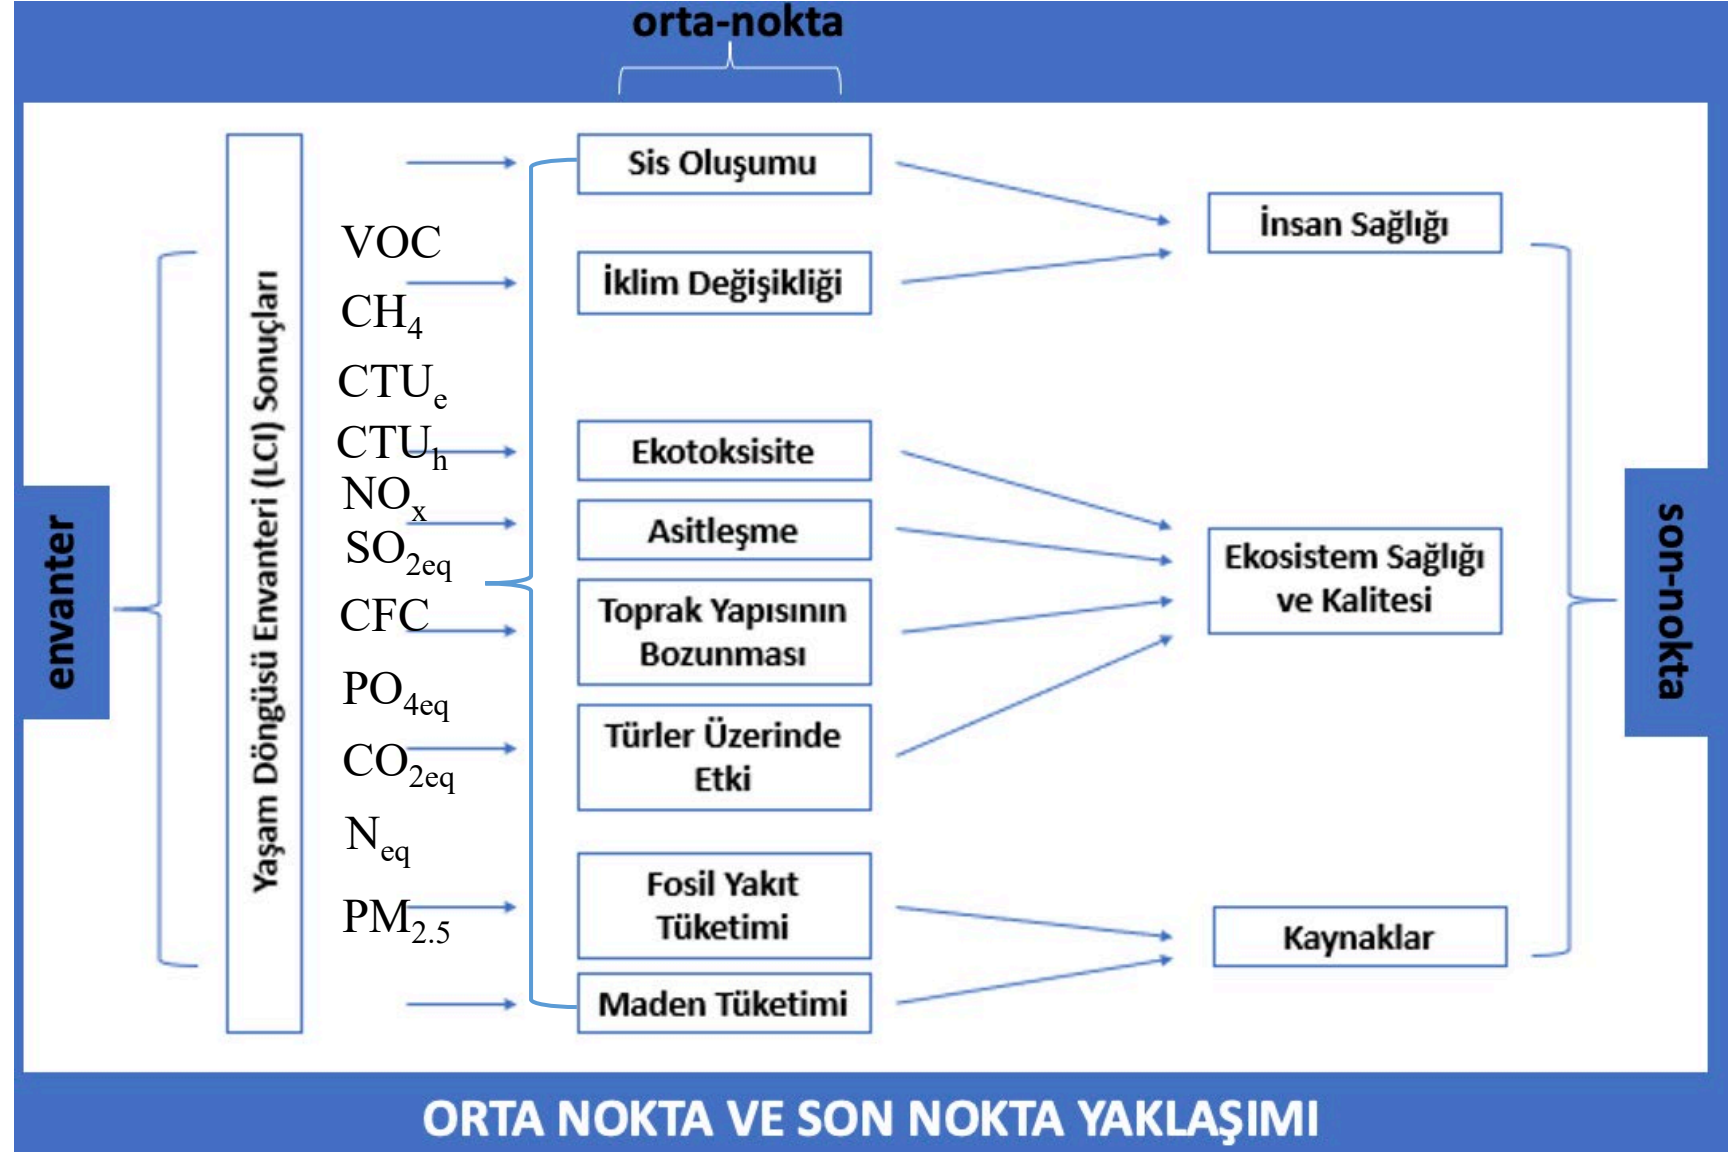 orta-nokta
envanter
Yaşam Döngüsü Envanteri (LCI) Sonuçları
VOC
CH₄
CTUₑ
CTUₕ
NOₓ
SO₂eq
CFC
PO₄eq
CO₂eq
Neq
PM₂.₅
Sis Oluşumu
İklim Değişikliği
Ekotoksisite
Asitleşme
Toprak Yapısının
Bozunması
Türler Üzerinde
Etki
Fosil Yakıt
Tüketimi
Maden Tüketimi
İnsan Sağlığı
Ekosistem Sağlığı
ve Kalitesi
Kaynaklar
son-nokta
ORTA NOKTA VE SON NOKTA YAKLAŞIMI